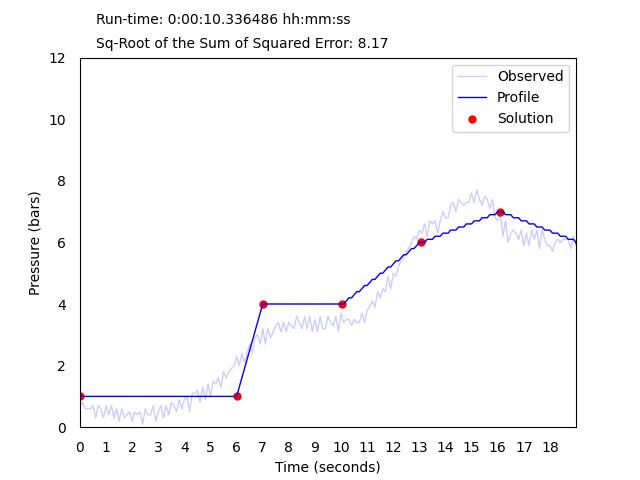 Run-time: 0:00:10.336486 hh:mm:ss
Sq-Root of the Sum of Squared Error: 8.17
Observed
Profile
Solution
12
10
8
6
4
2
0
Pressure (bars)
0 1 2 3 4 5 6 7 8 9 10 11 12 13 14 15 16 17 18
Time (seconds)